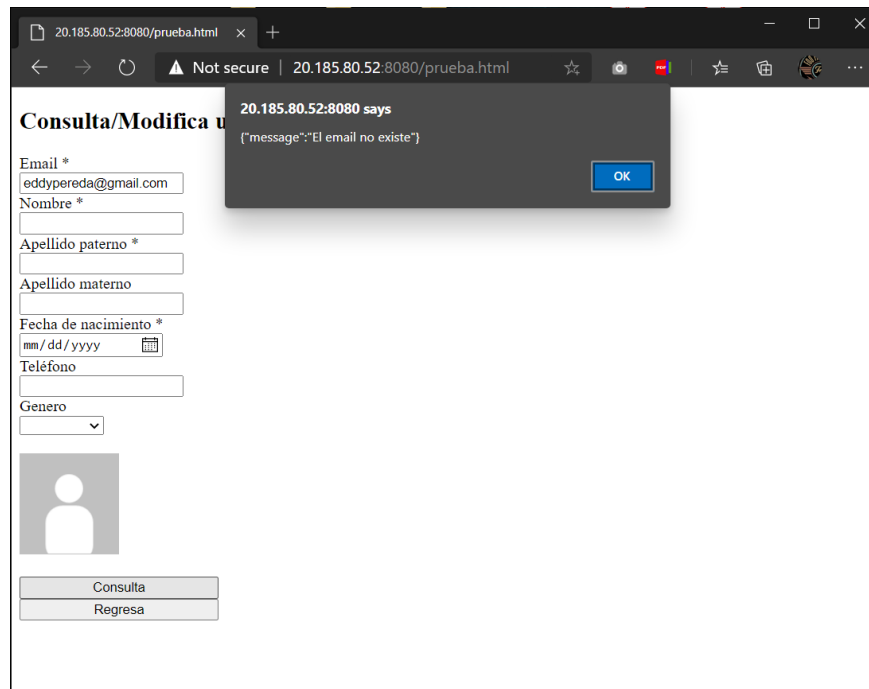 20.185.80.52:8080/prueba.html
Not secure | 20.185.80.52:8080/prueba.html
PDF
20.185.80.52:8080 says
{"message":"El email no existe"}
OK
Consulta/Modifica u
Email *
eddypereda@gmail.com
Nombre *
Apellido paterno *
Apellido materno
Fecha de nacimiento *
mm/dd/yyyy
Teléfono
Genero
Consulta
Regresa